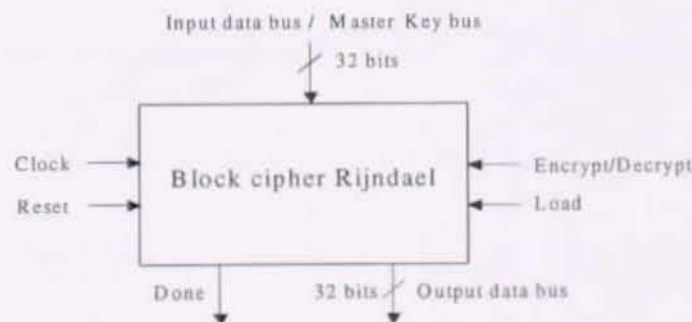 Input data bus / Master Key bus
32 bits
Clock
Block cipher Rijndael
Encrypt/Decrypt
Reset
Load
Done
32 bits
Output data bus